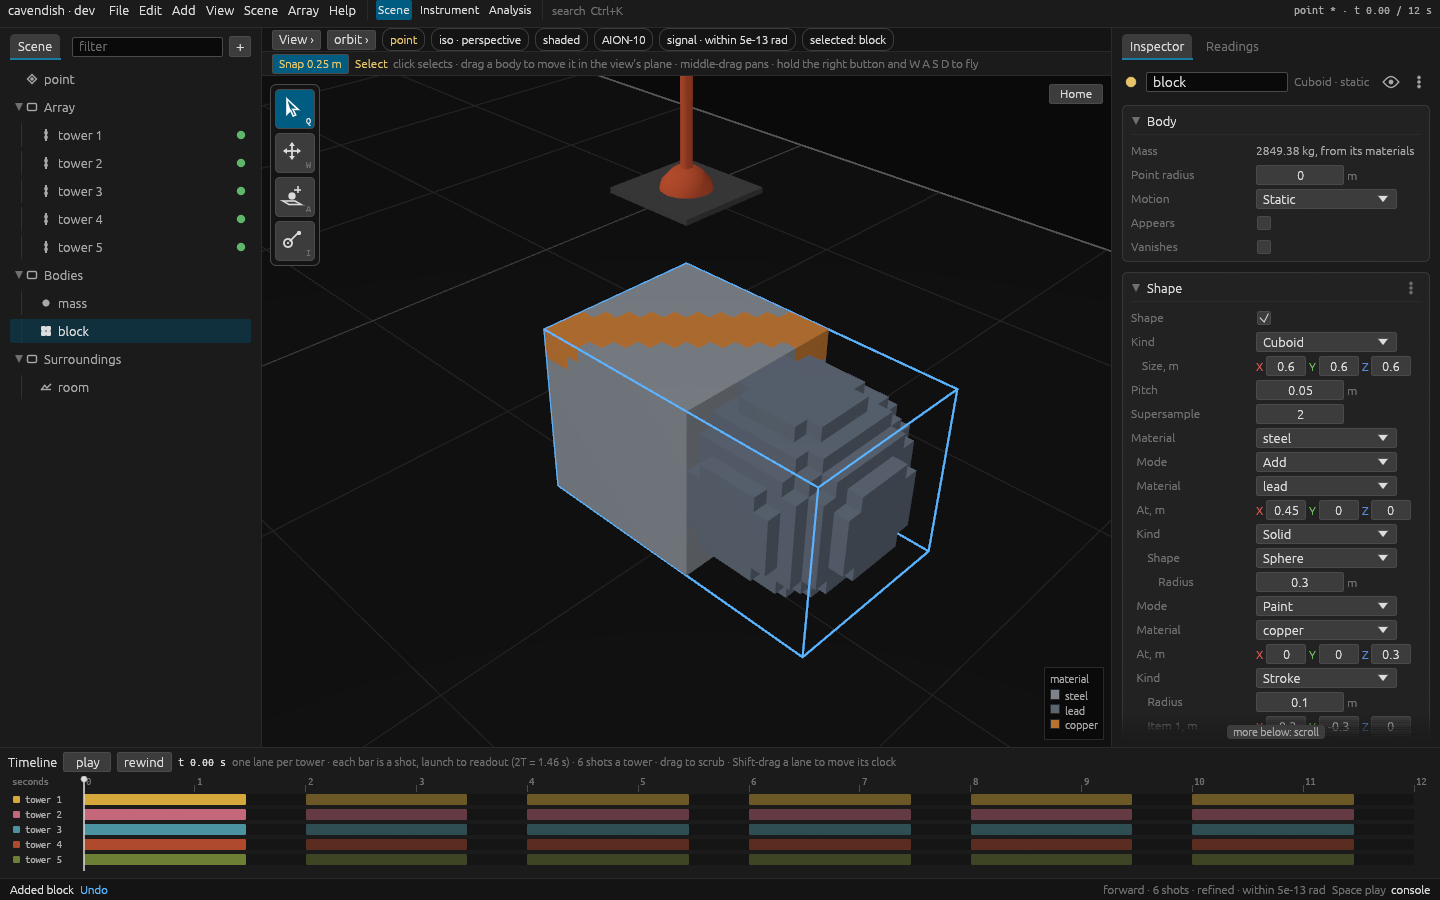 cavendish · dev File Edit Add View Scene Array Help Scene Instrument Analysis search Ctrl+K point * · t 0.00 / 12 s
Scene filter +
point
Array
tower 1
tower 2
tower 3
tower 4
tower 5
Bodies
mass
block
Surroundings
room
View › orbit › point iso · perspective shaded AION-10 signal · within 5e-13 rad selected: block
Snap 0.25 m Select click selects · drag a body to move it in the view's plane · middle-drag pans · hold the right button and W A S D to fly
Q
W
A
I
Home
material
steel
lead
copper
Inspector Readings
block Cuboid · static
Body
Mass 2849.38 kg, from its materials
Point radius 0 m
Motion Static
Appears
Vanishes
Shape
Shape
Kind Cuboid
Size, m X 0.6 Y 0.6 Z 0.6
Pitch 0.05 m
Supersample 2
Material steel
Mode Add
Material lead
At, m X 0.45 Y 0 Z 0
Kind Solid
Shape Sphere
Radius 0.3 m
Mode Paint
Material copper
At, m X 0 Y 0 Z 0.3
Kind Stroke
Radius 0.1 m
Item 1, m X -0.3 Y -0.3 Z 0
more below: scroll
Timeline play rewind t 0.00 s one lane per tower · each bar is a shot, launch to readout (2T = 1.46 s) · 6 shots a tower · drag to scrub · Shift-drag a lane to move its clock
seconds 0 1 2 3 4 5 6 7 8 9 10 11 12
tower 1
tower 2
tower 3
tower 4
tower 5
Added block Undo forward · 6 shots · refined · within 5e-13 rad Space play console